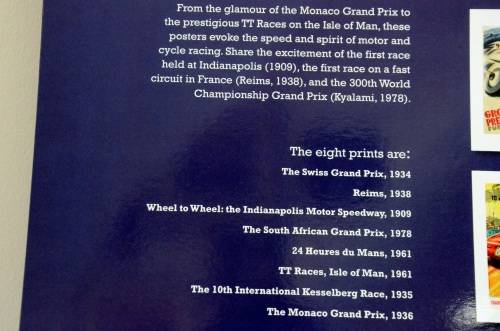 From the glamour of the Monaco Grand Prix to
the prestigious TT Races on the Isle of Man, these
posters evoke the speed and spirit of motor and
cycle racing. Share the excitement of the first race
held at Indianapolis (1909), the first race on a fast
circuit in France (Reims, 1938), and the 300th World
Championship Grand Prix (Kyalami, 1978).
The eight prints are:
The Swiss Grand Prix, 1934
Reims, 1938
Wheel to Wheel: the Indianapolis Motor Speedway, 1909
The South African Grand Prix, 1978
24 Heures du Mans, 1961
TT Races, Isle of Man, 1961
The 10th International Kesselberg Race, 1935
The Monaco Grand Prix, 1936